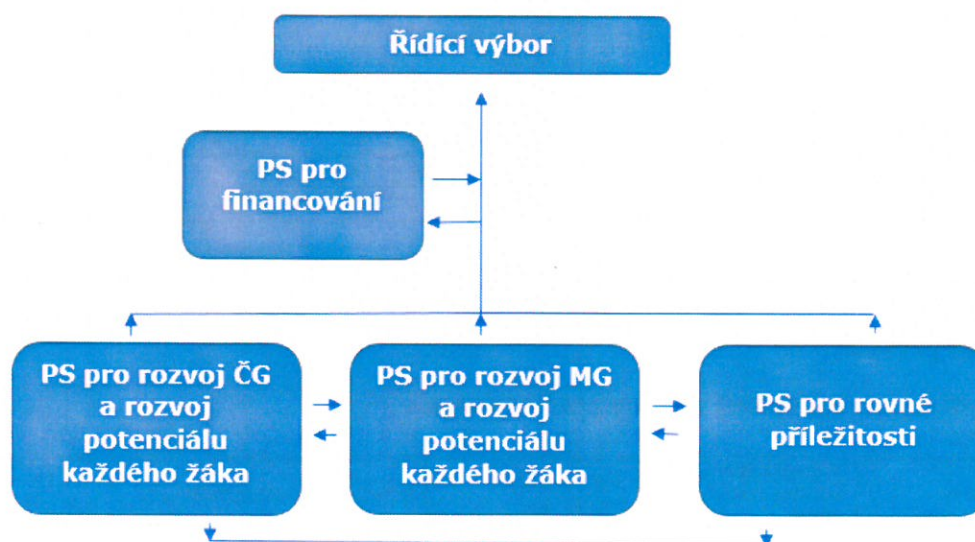 Řídící výbor
PS pro
financování
PS pro rozvoj ČG
a rozvoj
potenciálu
každého žáka
PS pro rozvoj MG
a rozvoj
potenciálu
každého žáka
PS pro rovné
příležitosti